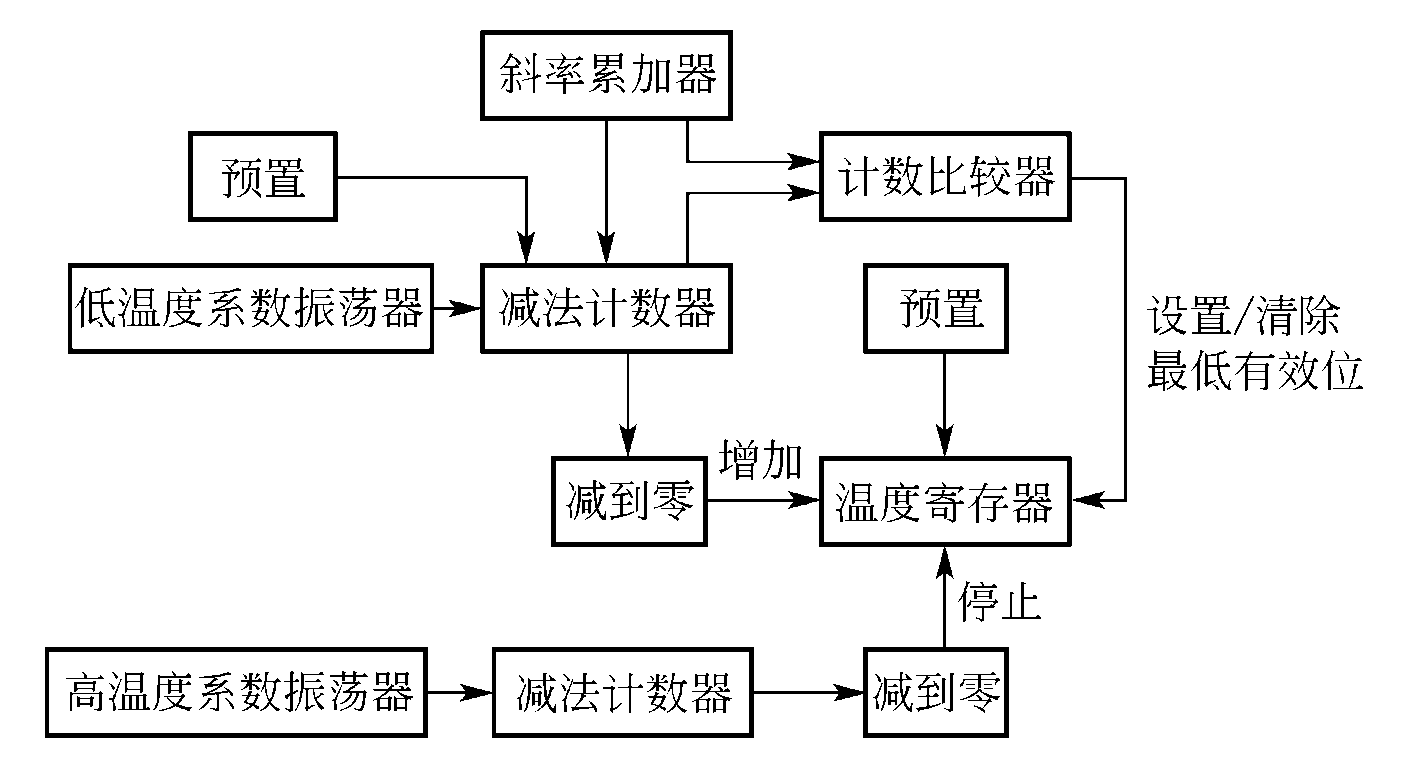 斜率累加器
预置
计数比较器
低温度系数振荡器
减法计数器
预置
设置/清除
最低有效位
减到零
增加
温度寄存器
停止
高温度系数振荡器
减法计数器
减到零